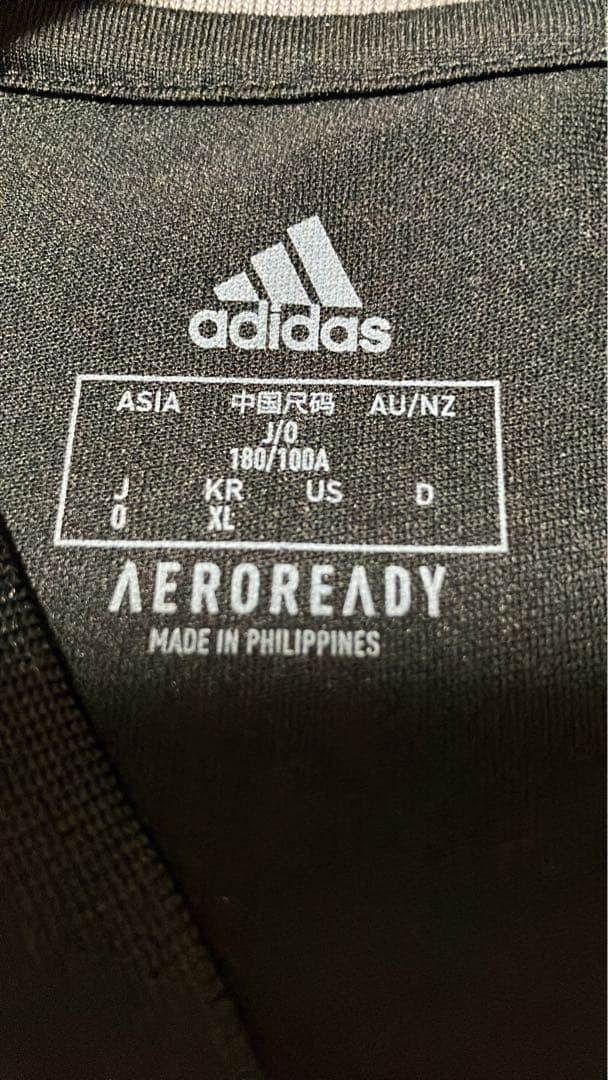 adidas
ASIA 中国尺码 AU/NZ
J/O
180/100A
J KR US D
O XL
AEROREADY
MADE IN PHILIPPINES